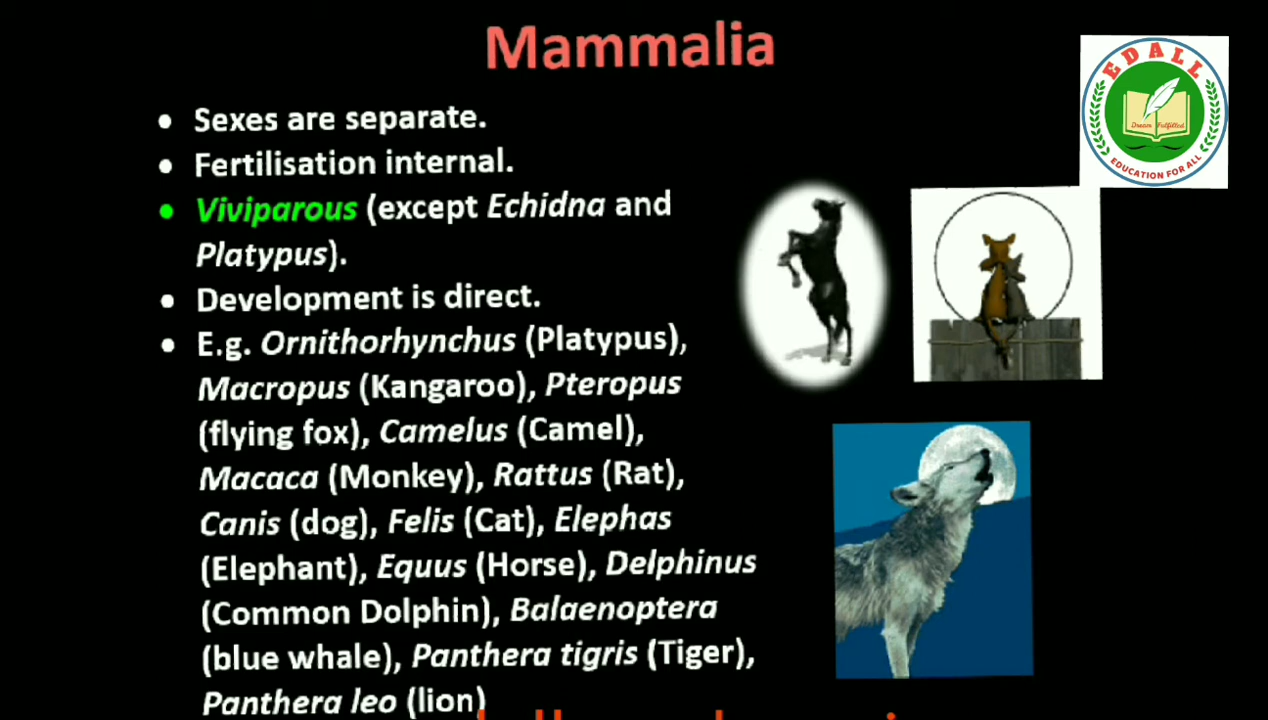 Mammalia
EDALL
Dream Fulfilled
EDUCATION FOR ALL
• Sexes are separate.
• Fertilisation internal.
• Viviparous (except Echidna and
Platypus).
• Development is direct.
• E.g. Ornithorhynchus (Platypus),
Macropus (Kangaroo), Pteropus
(flying fox), Camelus (Camel),
Macaca (Monkey), Rattus (Rat),
Canis (dog), Felis (Cat), Elephas
(Elephant), Equus (Horse), Delphinus
(Common Dolphin), Balaenoptera
(blue whale), Panthera tigris (Tiger),
Panthera leo (lion)